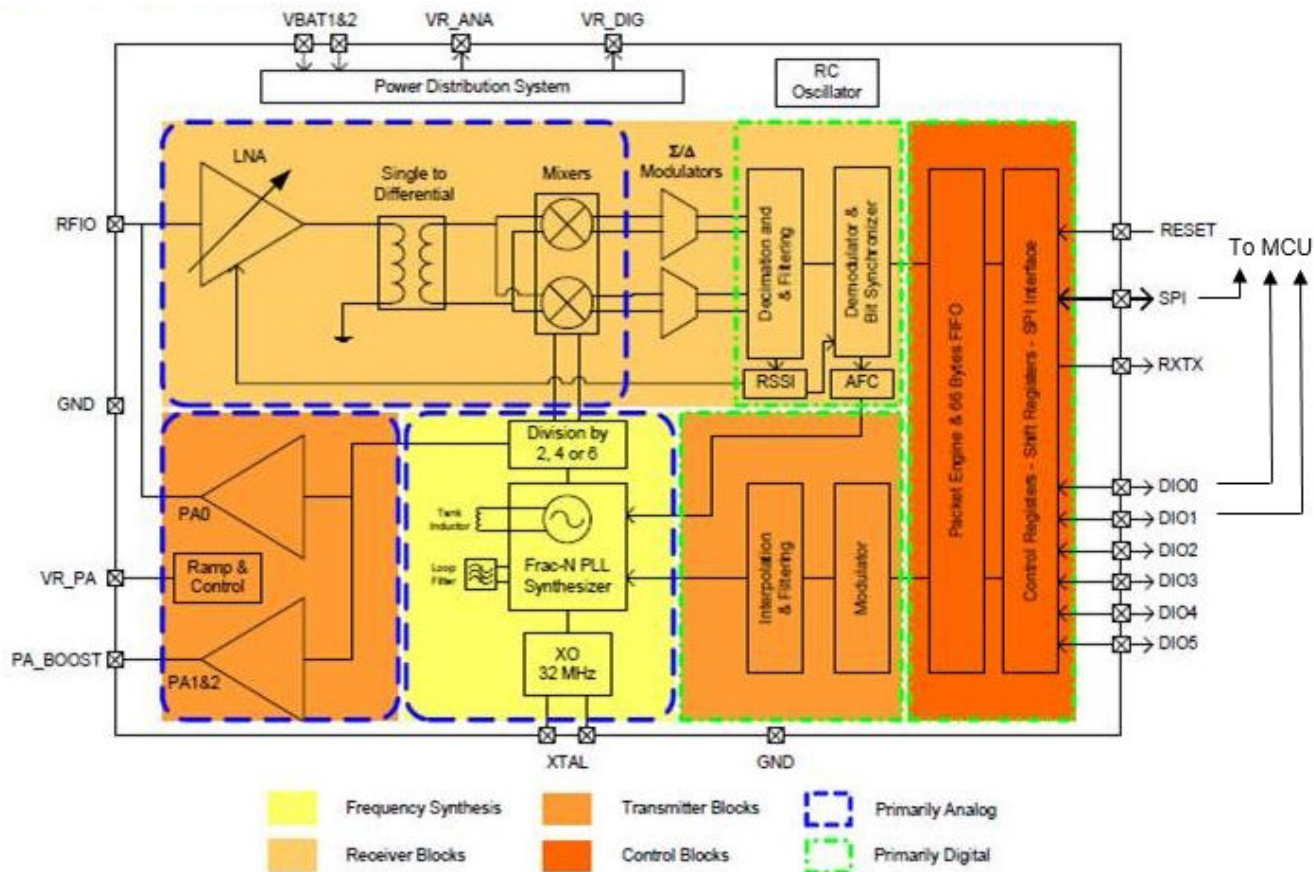 VBAT1&2
VR_ANA
VR_DIG
Power Distribution System
RC
Oscillator
LNA
Single to
Differential
Mixers
Σ/Δ
Modulators
Decimation and
& Filtering
Demodulator &
Bit Synchronizer
RSSI
AFC
Packet Engine & 66 Bytes FIFO
Control Registers - Shift Registers - SPI Interface
RFIO
GND
VR_PA
PA_BOOST
RESET
To MCU
SPI
RXTX
DIO0
DIO1
DIO2
DIO3
DIO4
DIO5
PA0
Ramp &
Control
PA1&2
Division by
2, 4 or 6
Tank
Inductor
Loop
Filter
Frac-N PLL
Synthesizer
XO
32 MHz
Interpolation
& Filtering
Modulator
XTAL
GND
Frequency Synthesis
Transmitter Blocks
Primarily Analog
Receiver Blocks
Control Blocks
Primarily Digital